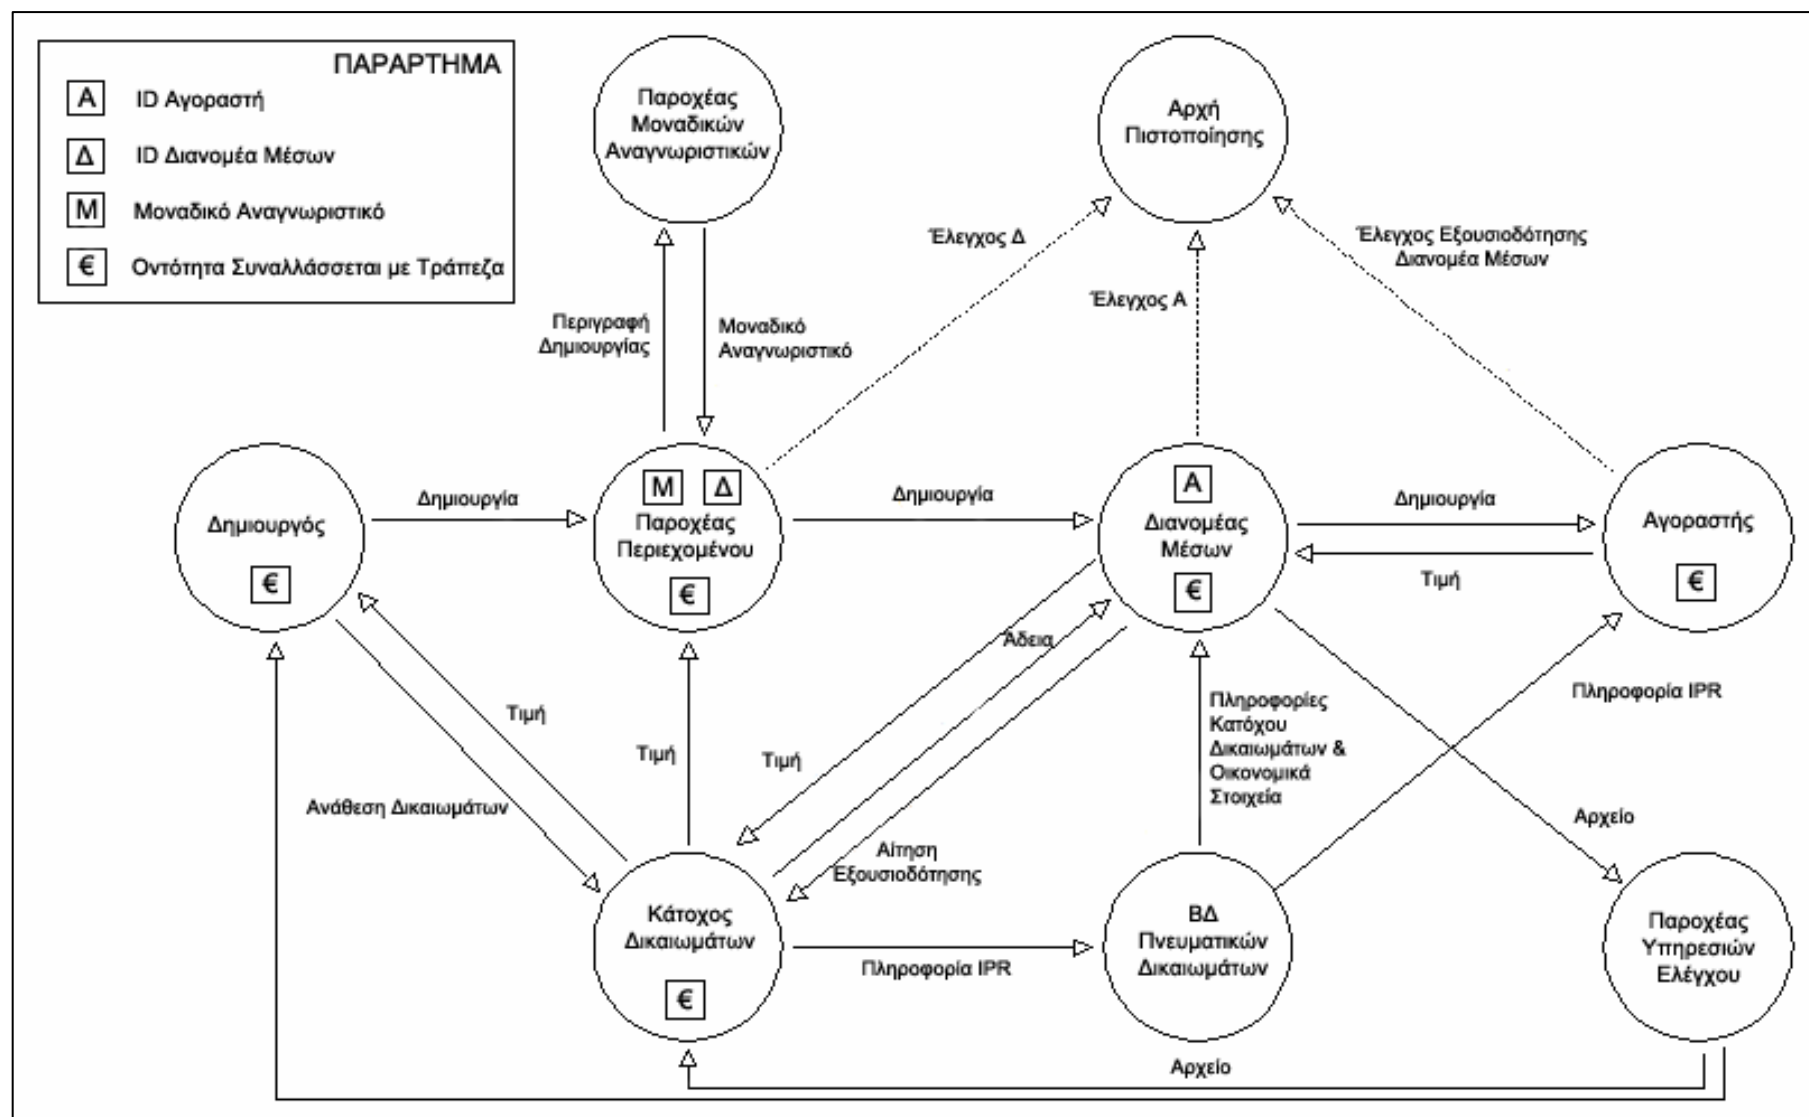 ΠΑΡΑΡΤΗΜΑ
Α ID Αγοραστή
Δ ID Διανομέα Μέσων
Μ Μοναδικό Αναγνωριστικό
€ Οντότητα Συναλλάσσεται με Τράπεζα
Παροχέας
Μοναδικών
Αναγνωριστικών
Αρχή
Πιστοποίησης
Έλεγχος Δ
Έλεγχος Εξουσιοδότησης
Διανομέα Μέσων
Έλεγχος Α
Περιγραφή
Δημιουργίας
Μοναδικό
Αναγνωριστικό
Δημιουργός
€
Δημιουργία
Μ Δ
Παροχέας
Περιεχομένου
€
Δημιουργία
Α
Διανομέας
Μέσων
€
Δημιουργία
Τιμή
Αγοραστής
€
Άδεια
Τιμή
Τιμή
Τιμή
Πληροφορίες
Κατόχου
Δικαιωμάτων &
Οικονομικά
Στοιχεία
Πληροφορία IPR
Ανάθεση Δικαιωμάτων
Αίτηση
Εξουσιοδότησης
Αρχείο
Κάτοχος
Δικαιωμάτων
€
Πληροφορία IPR
ΒΔ
Πνευματικών
Δικαιωμάτων
Παροχέας
Υπηρεσιών
Ελέγχου
Αρχείο